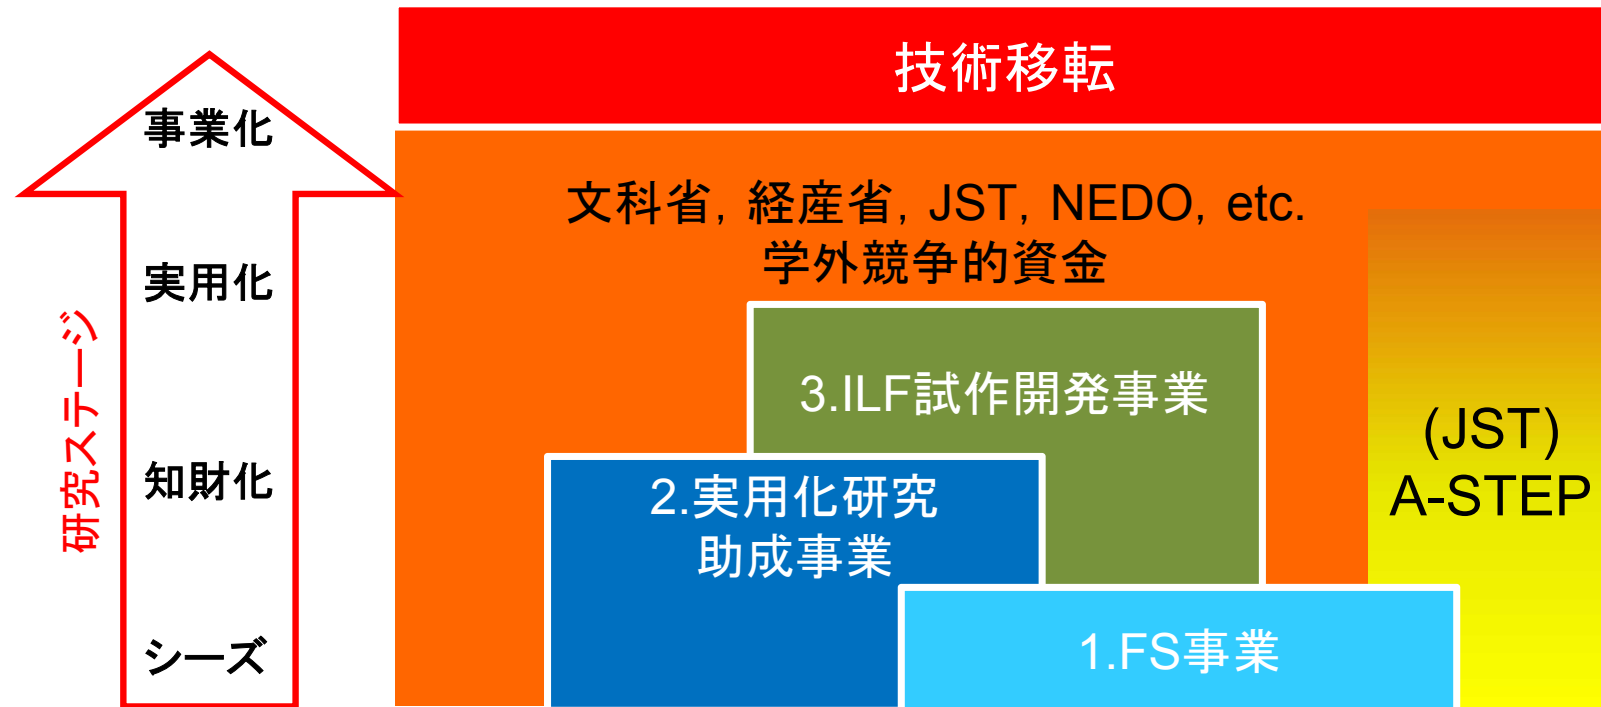 技術移転
事業化
実用化
知財化
シーズ
研究ステージ
文科省, 経産省, JST, NEDO, etc.
学外競争的資金
3.ILF試作開発事業
2.実用化研究
助成事業
1.FS事業
(JST)
A-STEP